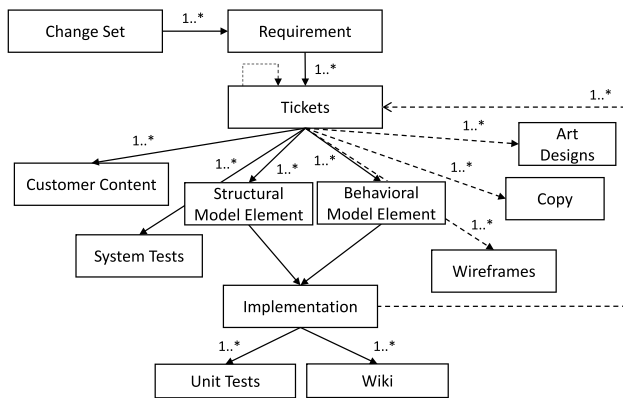 1..*
Change Set
Requirement
1..*
1..*
Tickets
1..*
1..*
Art
Designs
1..*
1..*
1..*
1..*
Customer Content
Structural
Model Element
Behavioral
Model Element
Copy
1..*
System Tests
Wireframes
Implementation
1..*
1..*
Unit Tests
Wiki